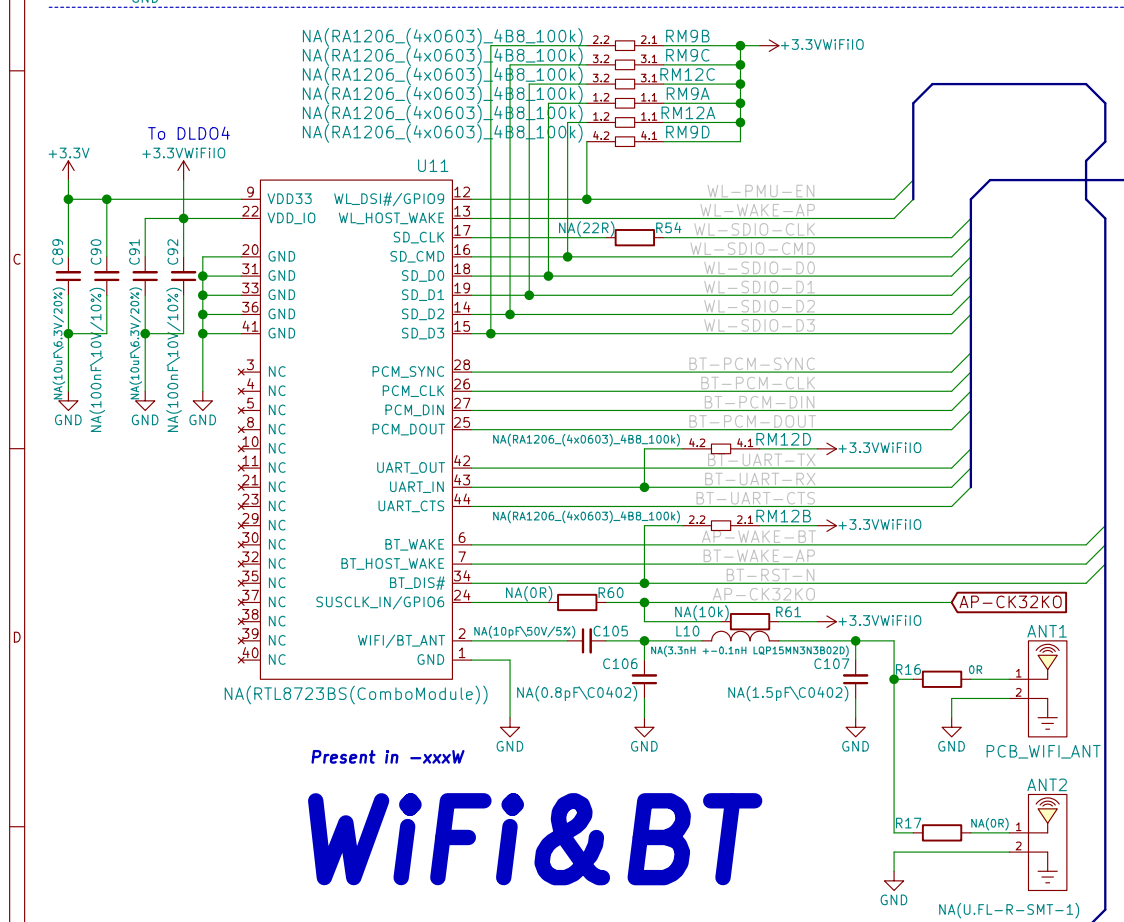 GND
NA(RA1206_(4x0603)_4B8_100k) 2.2 2.1 RM9B +3.3VWiFiIO
NA(RA1206_(4x0603)_4B8_100k) 3.2 3.1 RM9C
NA(RA1206_(4x0603)_4B8_100k) 3.2 3.1 RM12C
NA(RA1206_(4x0603)_4B8_100k) 1.2 1.1 RM9A
NA(RA1206_(4x0603)_4B8_100k) 1.2 1.1 RM12A
NA(RA1206_(4x0603)_4B8_100k) 4.2 4.1 RM9D
To DLDO4
+3.3V +3.3VWiFiIO
U11
9 VDD33 WL_DSI#/GPIO9 12 WL-PMU-EN
22 VDD_IO WL_HOST_WAKE 13 WL-WAKE-AP
SD_CLK 17 NA(22R) R54 WL-SDIO-CLK
20 GND SD_CMD 16 WL-SDIO-CMD
31 GND SD_D0 18 WL-SDIO-D0
33 GND SD_D1 19 WL-SDIO-D1
36 GND SD_D2 14 WL-SDIO-D2
41 GND SD_D3 15 WL-SDIO-D3
C89
NA(10uF\6.3V/20%)
C90
NA(100nF\10V/10%)
C91
NA(10uF\6.3V/20%)
C92
NA(100nF\10V/10%)
GND GND GND
C
3 NC PCM_SYNC 28 BT-PCM-SYNC
4 NC PCM_CLK 26 BT-PCM-CLK
5 NC PCM_DIN 27 BT-PCM-DIN
8 NC PCM_DOUT 25 BT-PCM-DOUT
10 NC NA(RA1206_(4x0603)_4B8_100k) 4.2 4.1 RM12D +3.3VWiFiIO
11 NC UART_OUT 42 BT-UART-TX
21 NC UART_IN 43 BT-UART-RX
23 NC UART_CTS 44 BT-UART-CTS
29 NC NA(RA1206_(4x0603)_4B8_100k) 2.2 2.1 RM12B +3.3VWiFiIO
30 NC BT_WAKE 6 AP-WAKE-BT
32 NC BT_HOST_WAKE 7 BT-WAKE-AP
35 NC BT_DIS# 34 BT-RST-N
37 NC SUSCLK_IN/GPIO6 24 NA(0R) R60 AP-CK32KO AP-CK32KO
38 NC NA(10k) R61 +3.3VWiFiIO
39 NC WIFI/BT_ANT 2 NA(10pF\50V/5%) C105 L10 ANT1
NA(3.3nH +-0.1nH LQP15MN3N3B02D)
40 NC GND 1 C106 C107 R16 0R 1
D
NA(RTL8723BS(ComboModule)) NA(0.8pF\C0402) NA(1.5pF\C0402) 2
GND GND GND GND
PCB_WIFI_ANT
Present in -xxxW
WiFi&BT
ANT2
R17 NA(0R) 1
2
GND
NA(U.FL-R-SMT-1)